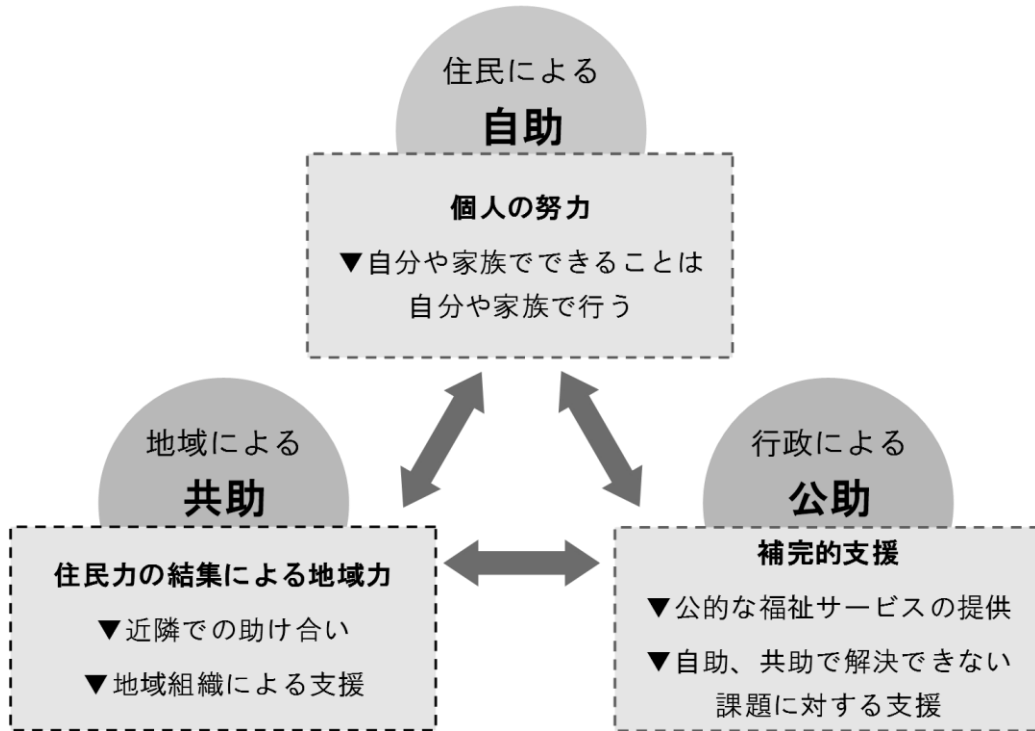 住民による
自助
個人の努力
▼自分や家族でできることは
自分や家族で行う
地域による
共助
住民力の結集による地域力
▼近隣での助け合い
▼地域組織による支援
行政による
公助
補完的支援
▼公的な福祉サービスの提供
▼自助、共助で解決できない
課題に対する支援